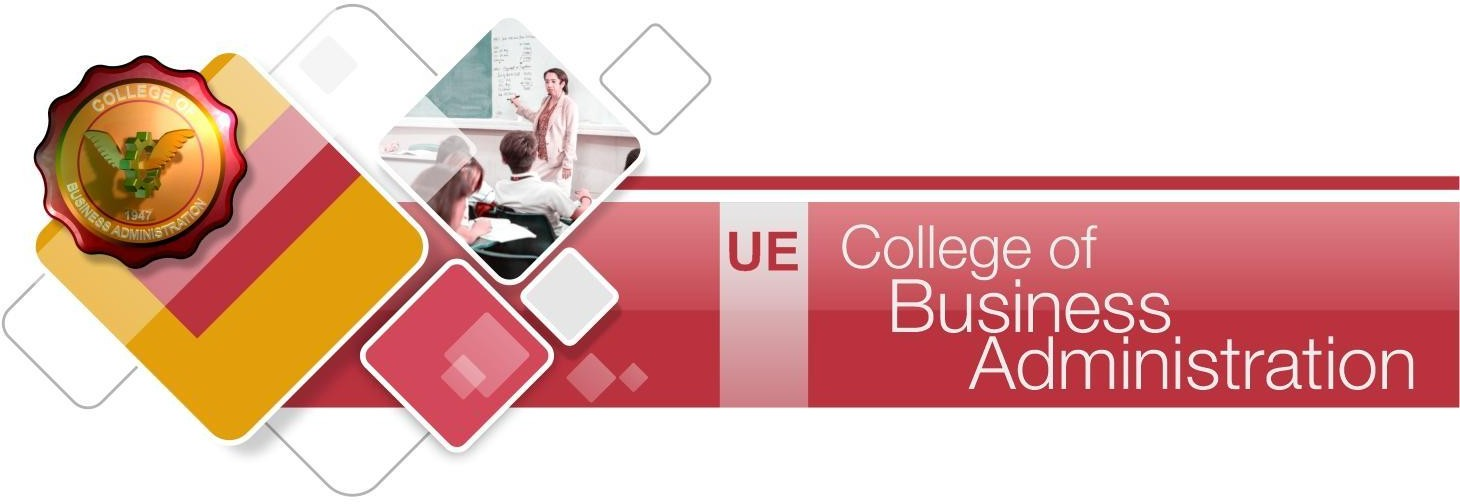 COLLEGE OF
1947
BUSINESS ADMINISTRATION
UE
College of
Business
Administration